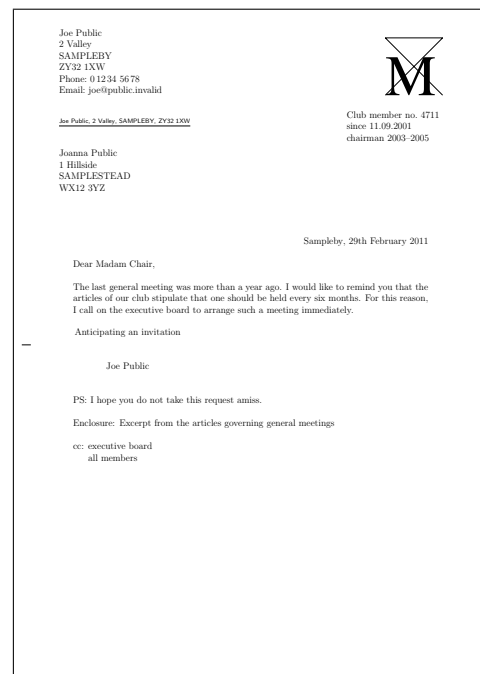 Joe Public
2 Valley
SAMPLEBY
ZY32 1XW
Phone: 0 12 34 56 78
Email: joe@public.invalid
M
Joe Public, 2 Valley, SAMPLEBY, ZY32 1XW
Club member no. 4711
since 11.09.2001
chairman 2003–2005
Joanna Public
1 Hillside
SAMPLESTEAD
WX12 3YZ
Sampleby, 29th February 2011
Dear Madam Chair,
The last general meeting was more than a year ago. I would like to remind you that the
articles of our club stipulate that one should be held every six months. For this reason,
I call on the executive board to arrange such a meeting immediately.
Anticipating an invitation
Joe Public
PS: I hope you do not take this request amiss.
Enclosure: Excerpt from the articles governing general meetings
cc: executive board
all members